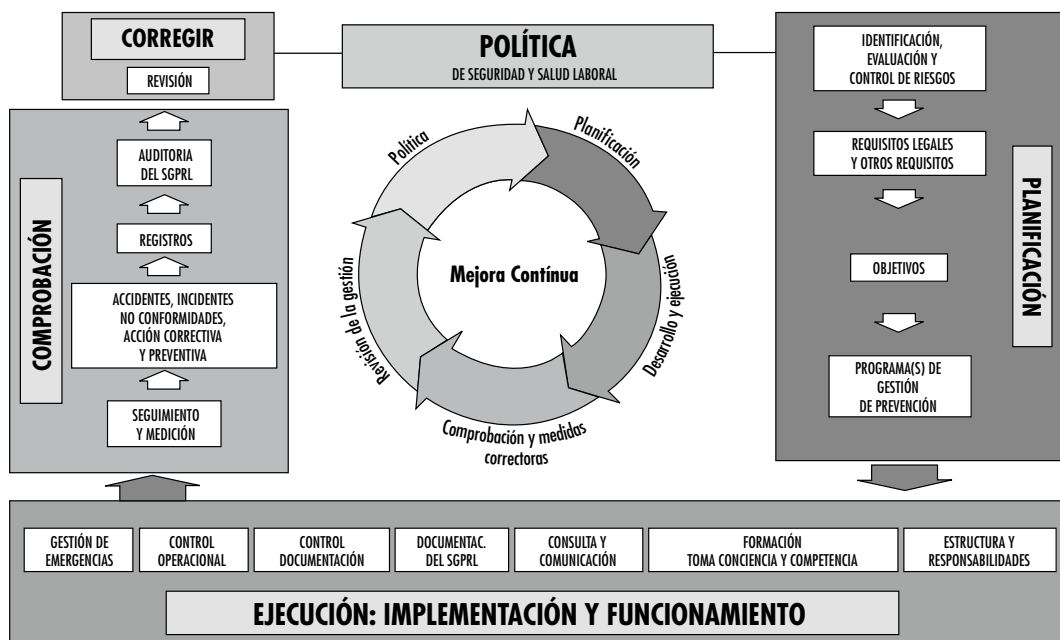 CORREGIR
REVISIÓN
POLÍTICA
DE SEGURIDAD Y SALUD LABORAL
IDENTIFICACIÓN,
EVALUACIÓN Y
CONTROL DE RIESGOS
REQUISITOS LEGALES
Y OTROS REQUISITOS
OBJETIVOS
PROGRAMA(S) DE
GESTIÓN
DE PREVENCIÓN
PLANIFICACIÓN
COMPROBACIÓN
AUDITORIA
DEL SGPRL
REGISTROS
ACCIDENTES, INCIDENTES
NO CONFORMIDADES,
ACCIÓN CORRECTIVA
Y PREVENTIVA
SEGUIMIENTO
Y MEDICIÓN
Política
Planificación
Desarrollo y ejecución
Comprobación y medidas
correctoras
Revisión de la gestión
Mejora Contínua
GESTIÓN DE
EMERGENCIAS
CONTROL
OPERACIONAL
CONTROL
DOCUMENTACIÓN
DOCUMENTAC.
DEL SGPRL
CONSULTA Y
COMUNICACIÓN
FORMACIÓN
TOMA CONCIENCIA Y COMPETENCIA
ESTRUCTURA Y
RESPONSABILIDADES
EJECUCIÓN: IMPLEMENTACIÓN Y FUNCIONAMIENTO